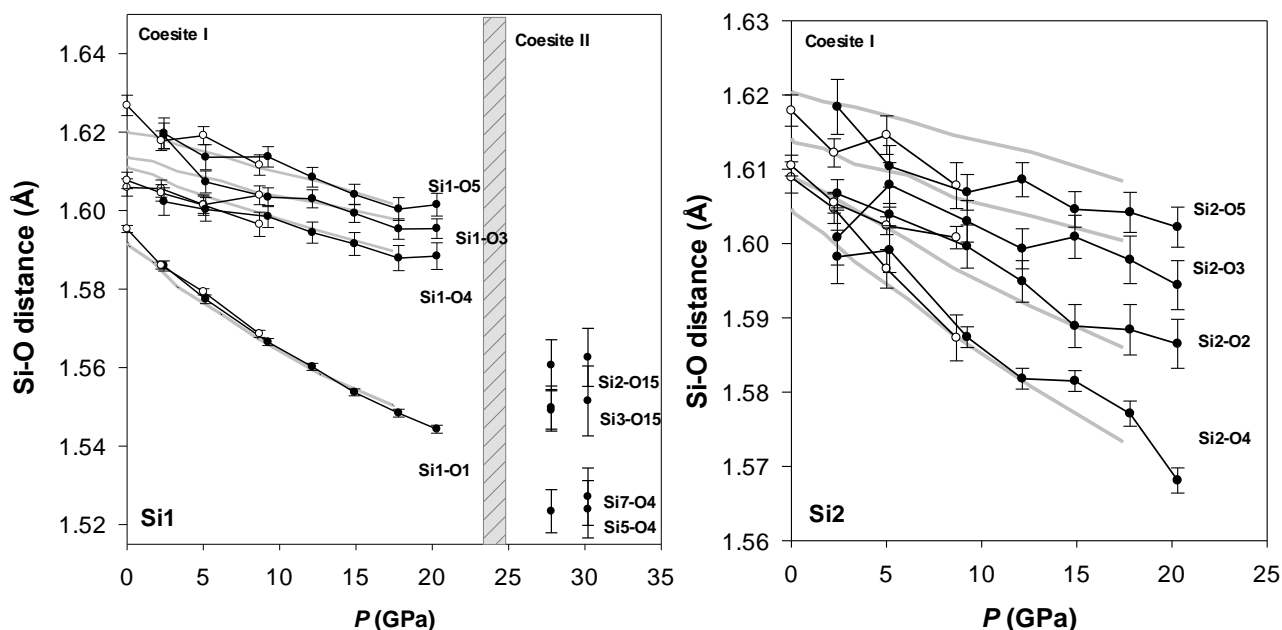 Coesite I
Coesite II
1.64
1.62
1.60
1.58
1.56
1.54
1.52
Si-O distance (Å)
Si1-O5
Si1-O3
Si1-O4
Si1-O1
Si2-O15
Si3-O15
Si7-O4
Si5-O4
Si1
0 5 10 15 20 25 30 35
P (GPa)
Coesite I
1.63
1.62
1.61
1.60
1.59
1.58
1.57
1.56
Si-O distance (Å)
Si2-O5
Si2-O3
Si2-O2
Si2-O4
Si2
0 5 10 15 20 25
P (GPa)